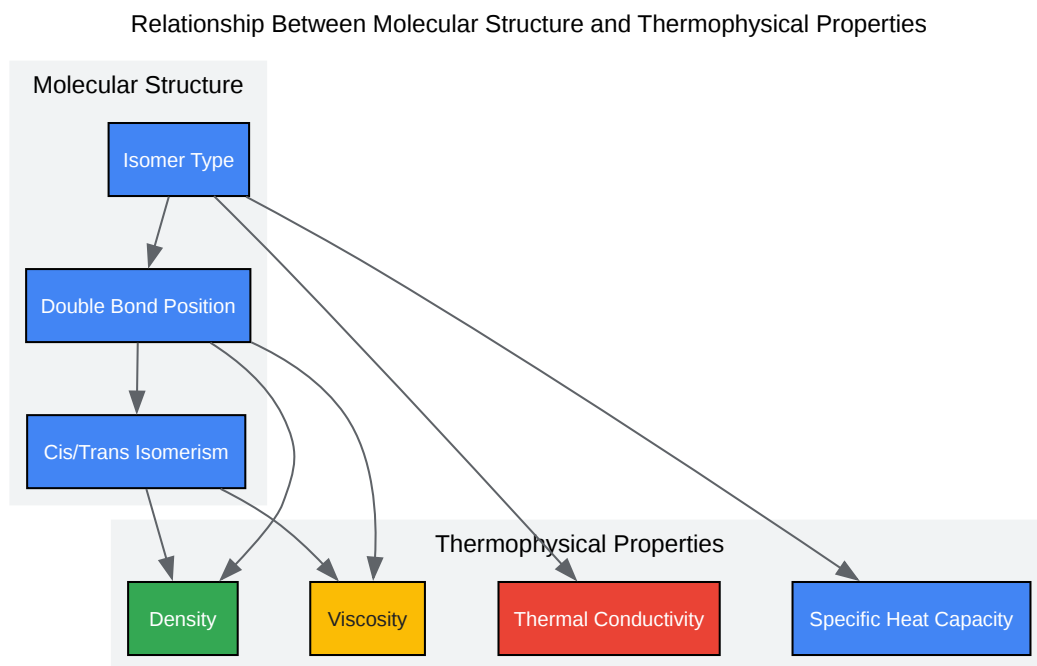 Relationship Between Molecular Structure and Thermophysical Properties
Molecular Structure
Isomer Type
Double Bond Position
Cis/Trans Isomerism
Thermophysical Properties
Density
Viscosity
Thermal Conductivity
Specific Heat Capacity